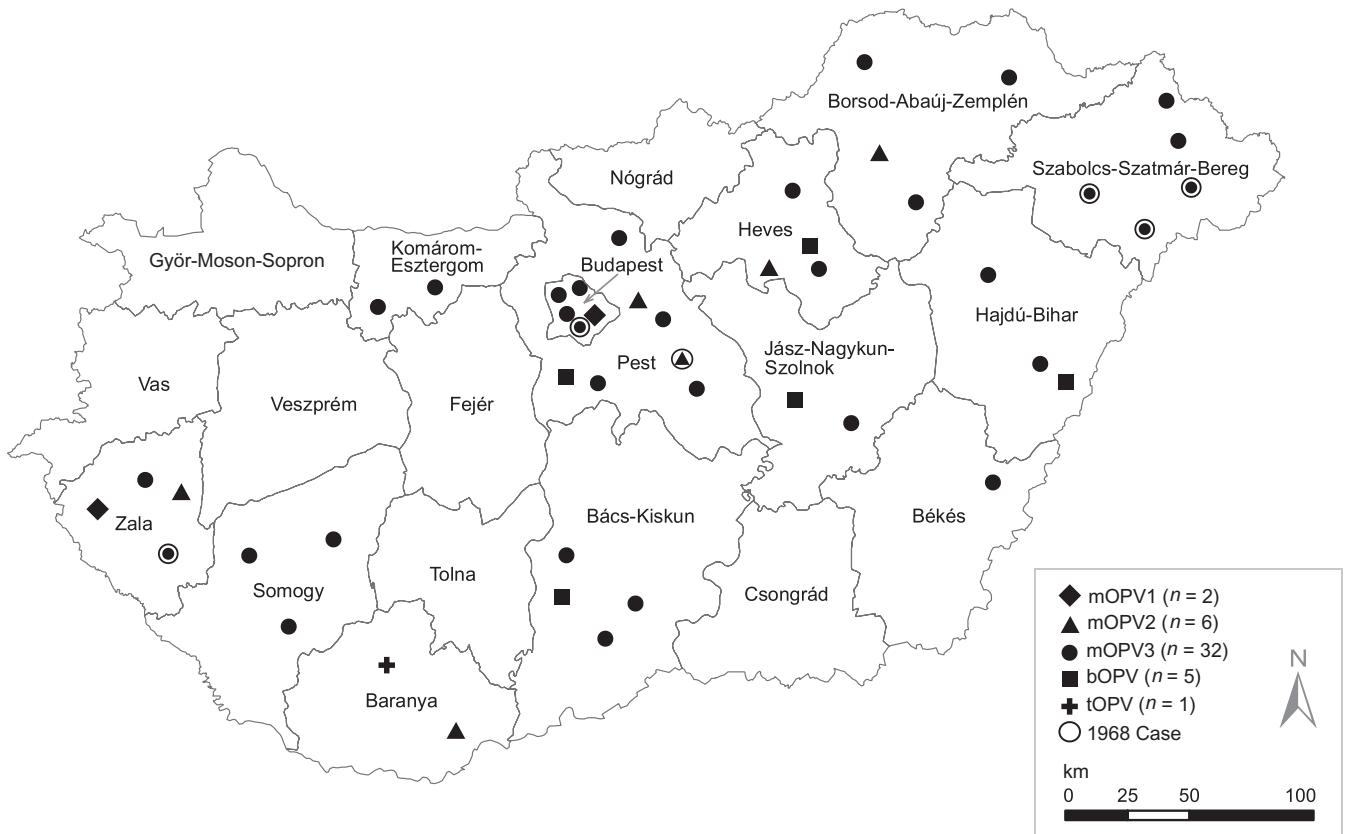 Borsod-Abaúj-Zemplén
Szabolcs-Szatmár-Bereg
Nógrád
Heves
Komárom-
Esztergom
Győr-Moson-Sopron
Budapest
Hajdú-Bihar
Jász-Nagykun-
Szolnok
Pest
Vas
Veszprém
Fejér
Zala
Bács-Kiskun
Békés
Somogy
Tolna
Csongrád
Baranya
mOPV1 (n = 2)
mOPV2 (n = 6)
mOPV3 (n = 32)
bOPV (n = 5)
tOPV (n = 1)
1968 Case
N
km
0 25 50 100